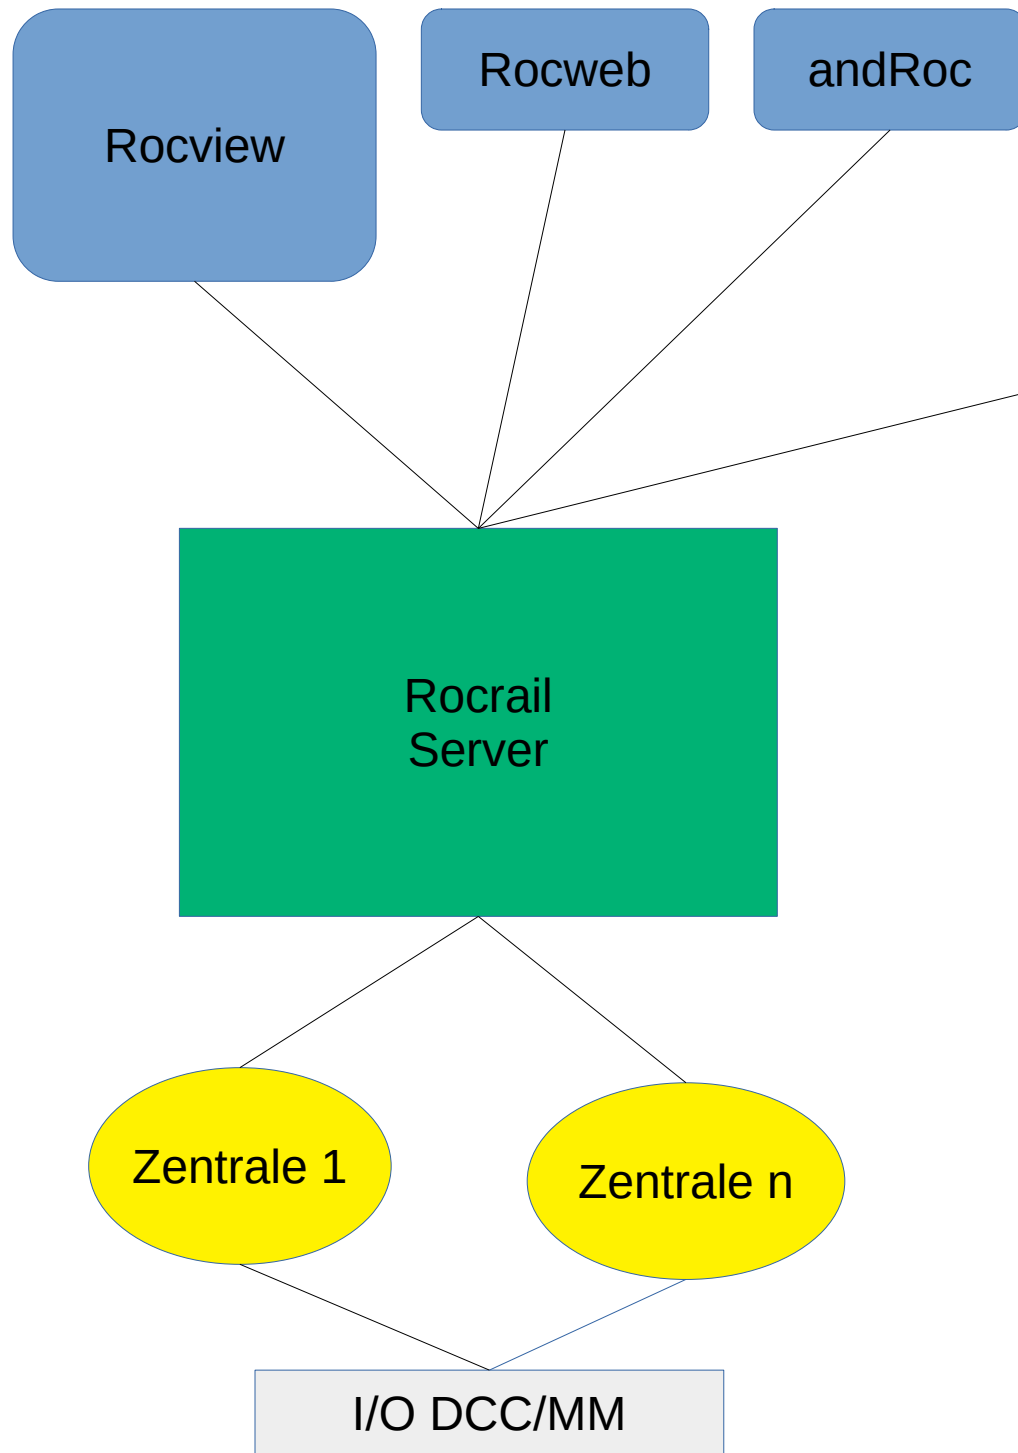 Rocview
Rocweb
andRoc
Rocrail
Server
Zentrale 1
Zentrale n
I/O DCC/MM